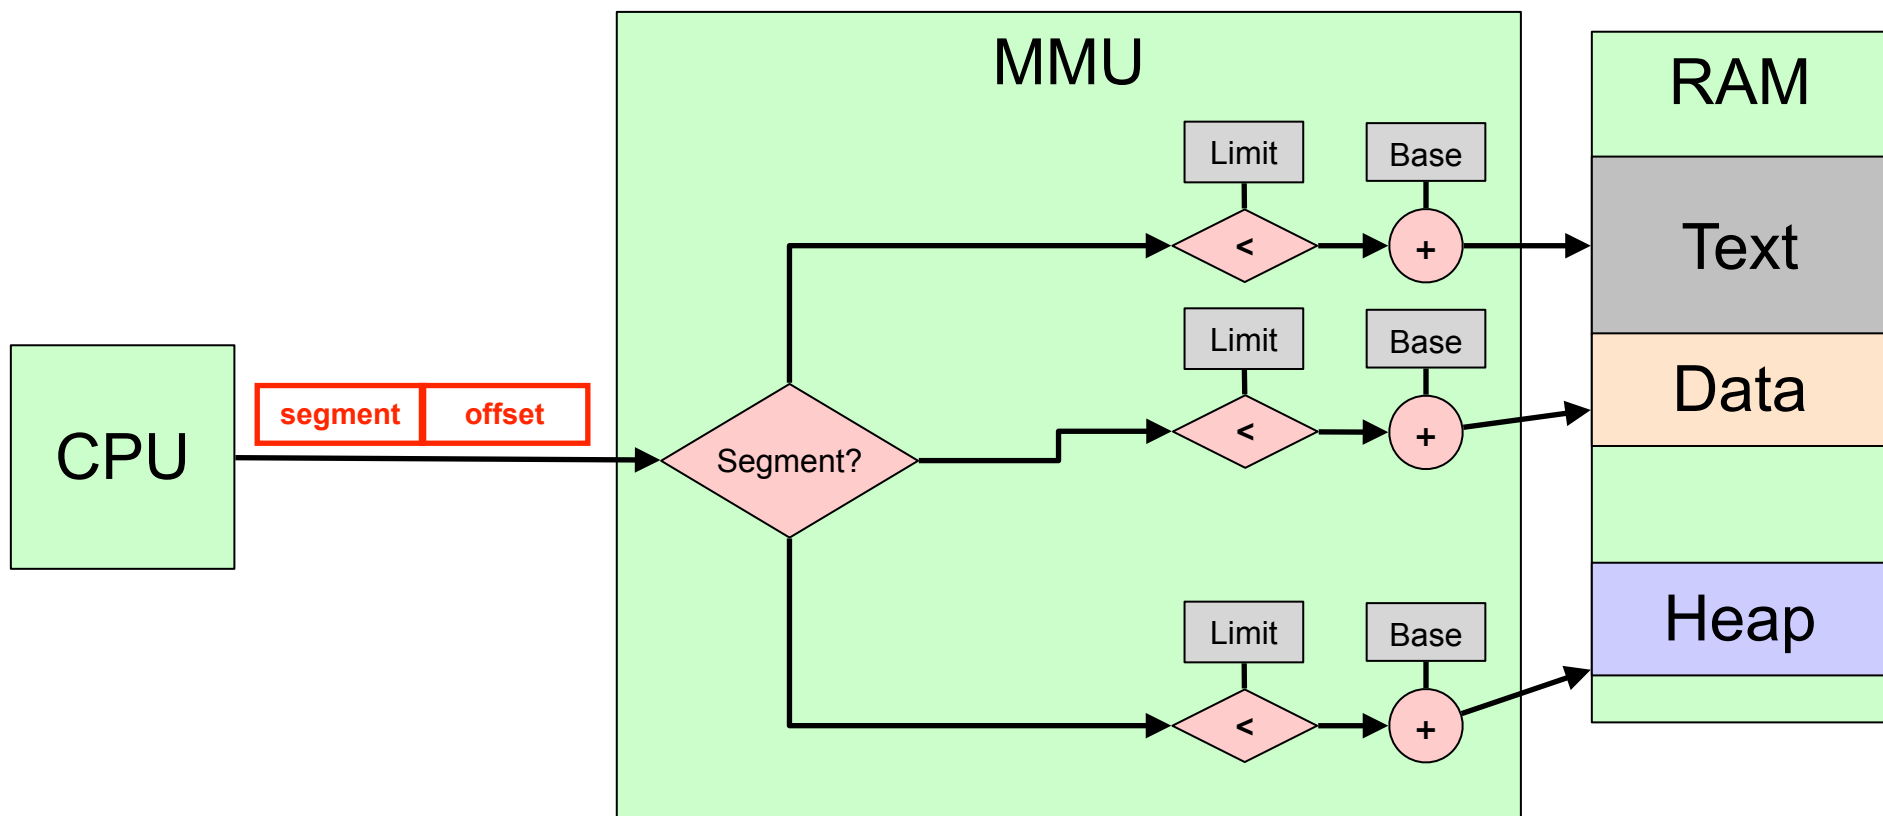 MMU
RAM
Limit
Base
<
+
Text
Limit
Base
<
+
Data
CPU
segment
offset
Segment?
Limit
Base
<
+
Heap